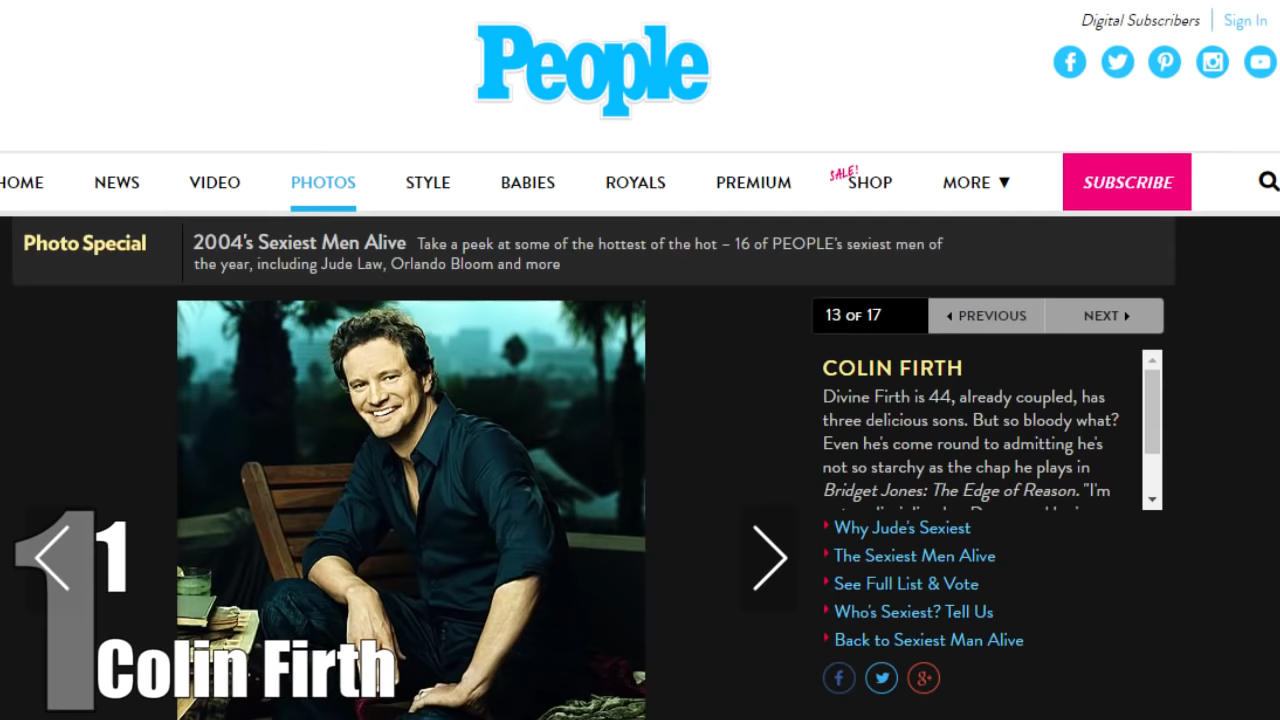 Digital Subscribers Sign In
People
HOME NEWS VIDEO PHOTOS STYLE BABIES ROYALS PREMIUM SALE! SHOP MORE ▼ SUBSCRIBE
Photo Special
2004's Sexiest Men Alive Take a peek at some of the hottest of the hot – 16 of PEOPLE's sexiest men of
the year, including Jude Law, Orlando Bloom and more
13 OF 17 PREVIOUS NEXT
COLIN FIRTH
Divine Firth is 44, already coupled, has
three delicious sons. But so bloody what?
Even he's come round to admitting he's
not so starchy as the chap he plays in
Bridget Jones: The Edge of Reason. "I'm
Why Jude's Sexiest
The Sexiest Men Alive
See Full List & Vote
Who's Sexiest? Tell Us
Back to Sexiest Man Alive
1
1
Colin Firth